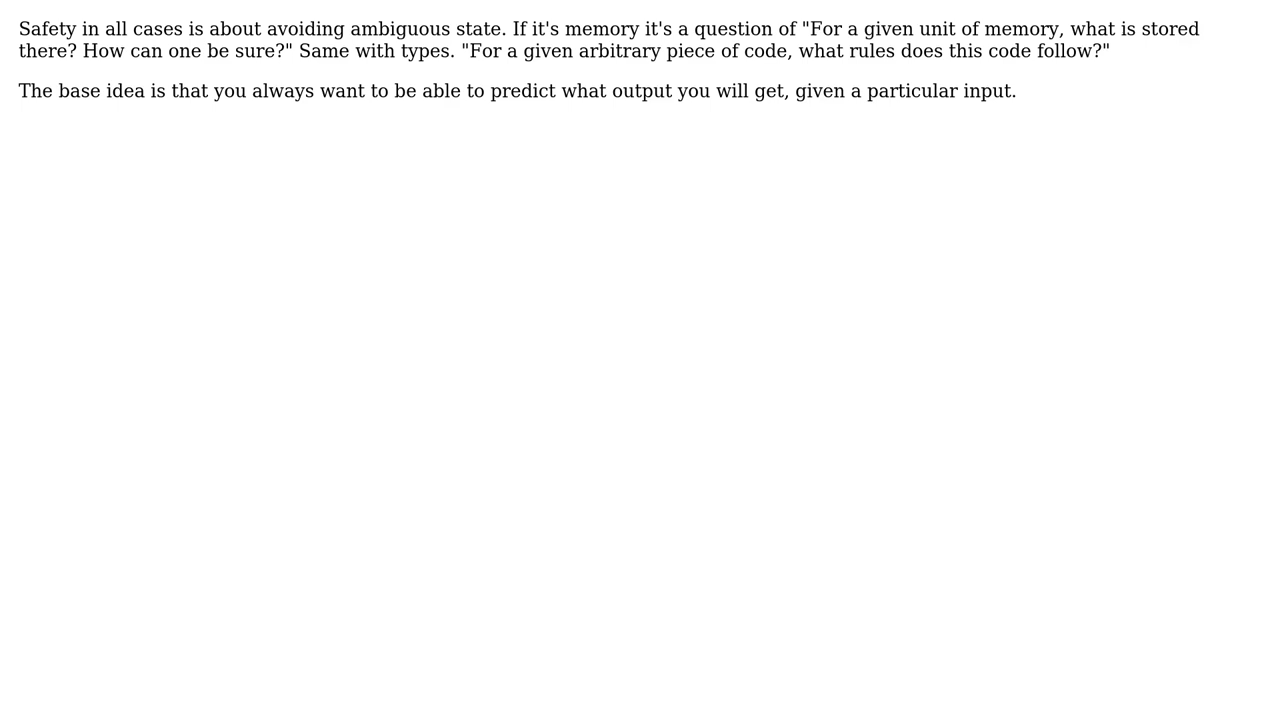 Safety in all cases is about avoiding ambiguous state. If it's memory it's a question of "For a given unit of memory, what is stored
there? How can one be sure?" Same with types. "For a given arbitrary piece of code, what rules does this code follow?"
The base idea is that you always want to be able to predict what output you will get, given a particular input.